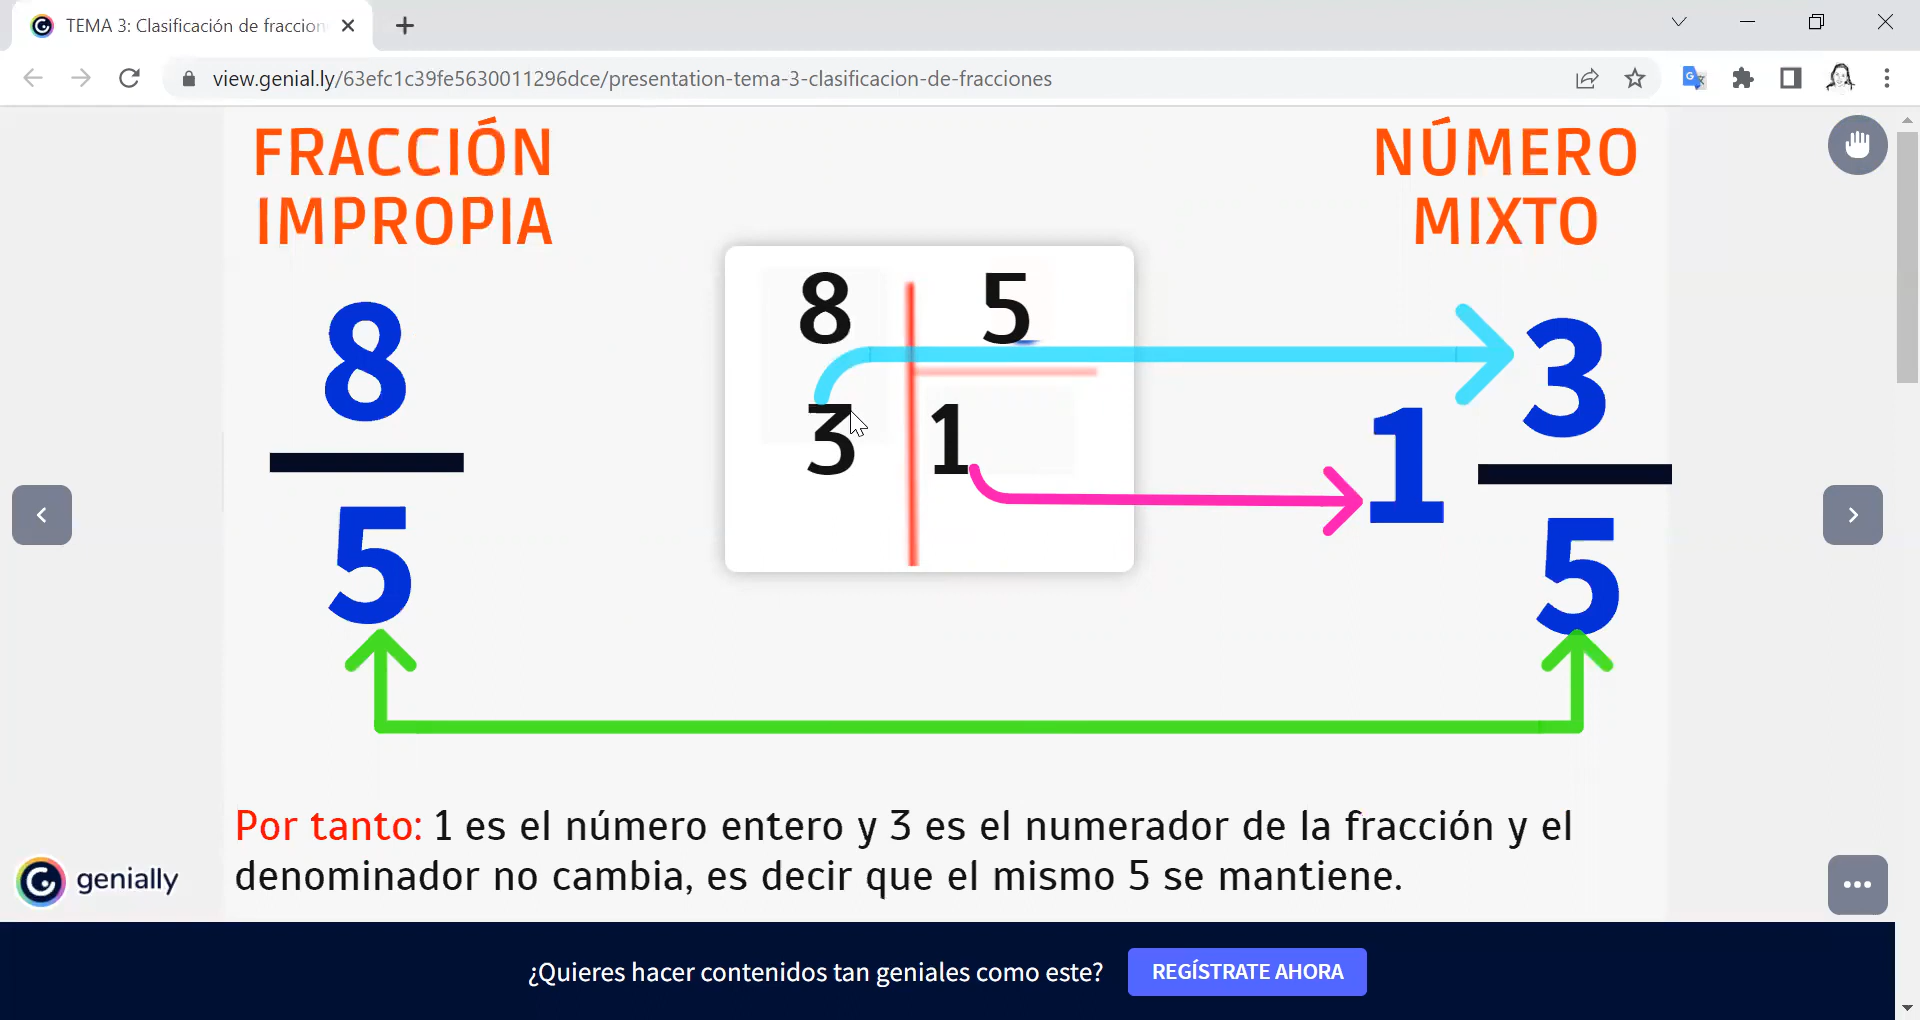 TEMA 3: Clasificación de fraccion
view.genial.ly/63efc1c39fe5630011296dce/presentation-tema-3-clasificacion-de-fracciones
FRACCIÓN
IMPROPIA
NÚMERO
MIXTO
8
5
8 5
3 1
1
3
5
Por tanto: 1 es el número entero y 3 es el numerador de la fracción y el
denominador no cambia, es decir que el mismo 5 se mantiene.
genially
¿Quieres hacer contenidos tan geniales como este?
REGÍSTRATE AHORA